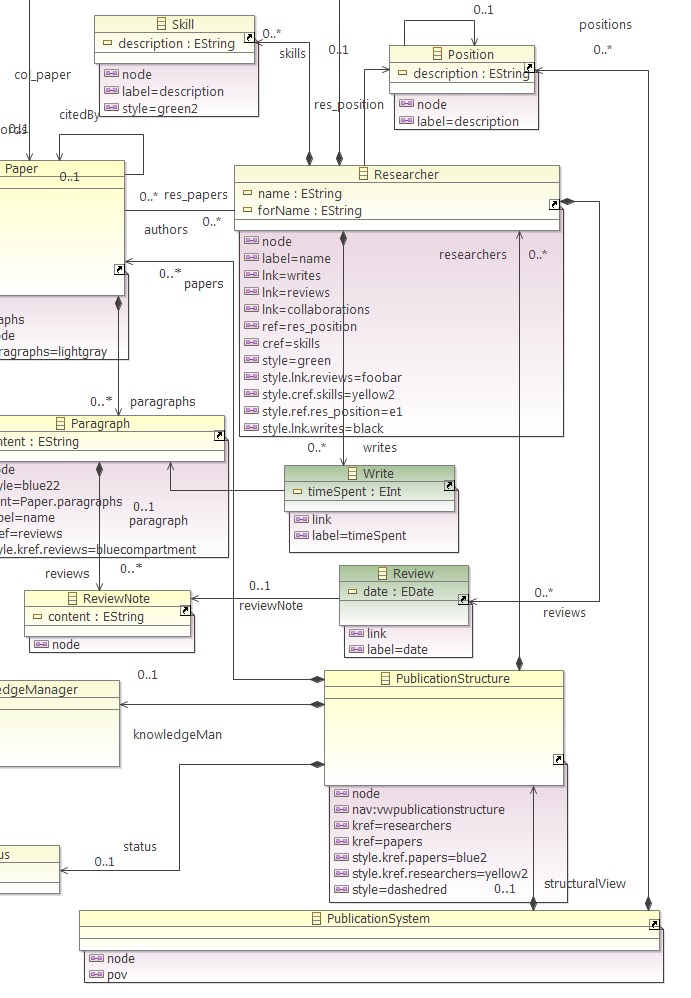 Skill
description : EString
node
label=description
style=green2
0..*
skills
0..1
0..1
positions
0..*
Position
description : EString
node
label=description
res_position
col_paper
citedBy
0..1
Paper
0..1
0..*
res_papers
authors
0..*
0..*
papers
Researcher
name : EString
forName : EString
node
label=name
lnk=writes
lnk=reviews
lnk=collaborations
ref=res_position
cref=skills
style=green
style.lnk.reviews=foobar
style.cref.skills=yellow2
style.ref.res_position=e1
style.lnk.writes=black
researchers
0..*
aphs
de
ragraphs=lightgray
0..*
paragraphs
Paragraph
ntent : EString
ode
yle=blue22
nt=Paper.paragraphs
bel=name
ef=reviews
yle.kref.reviews=bluecompartment
0..1
paragraph
0..*
writes
Write
timeSpent : EInt
link
label=timeSpent
reviews
0..*
ReviewNote
content : EString
node
0..1
reviewNote
Review
date : EDate
link
label=date
0..*
reviews
edgeManager
0..1
knowledgeMan
PublicationStructure
node
nav:vwpublicationstructure
kref=researchers
kref=papers
style.kref.papers=blue2
style.kref.researchers=yellow2
style=dashedred
us
status
0..1
0..1
structuralView
PublicationSystem
node
pov